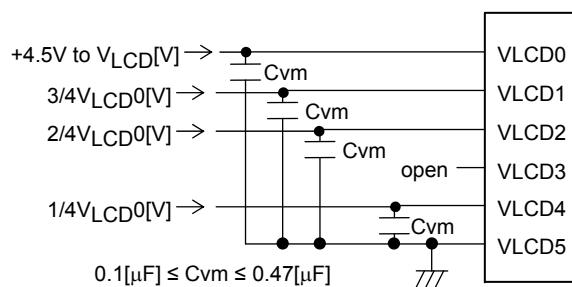 +4.5V to VLCD[V] VLCD0
Cvm
3/4VLCD0[V] VLCD1
Cvm
2/4VLCD0[V] VLCD2
Cvm
open VLCD3
1/4VLCD0[V] VLCD4
Cvm
VLCD5
0.1[μF] ≤ Cvm ≤ 0.47[μF]